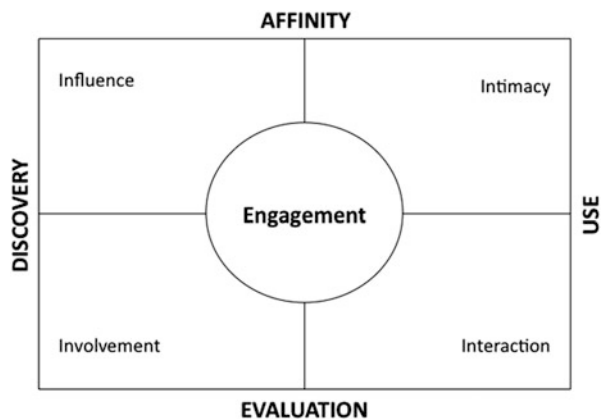 AFFINITY
Influence
Intimacy
DISCOVERY
Engagement
USE
Involvement
Interaction
EVALUATION